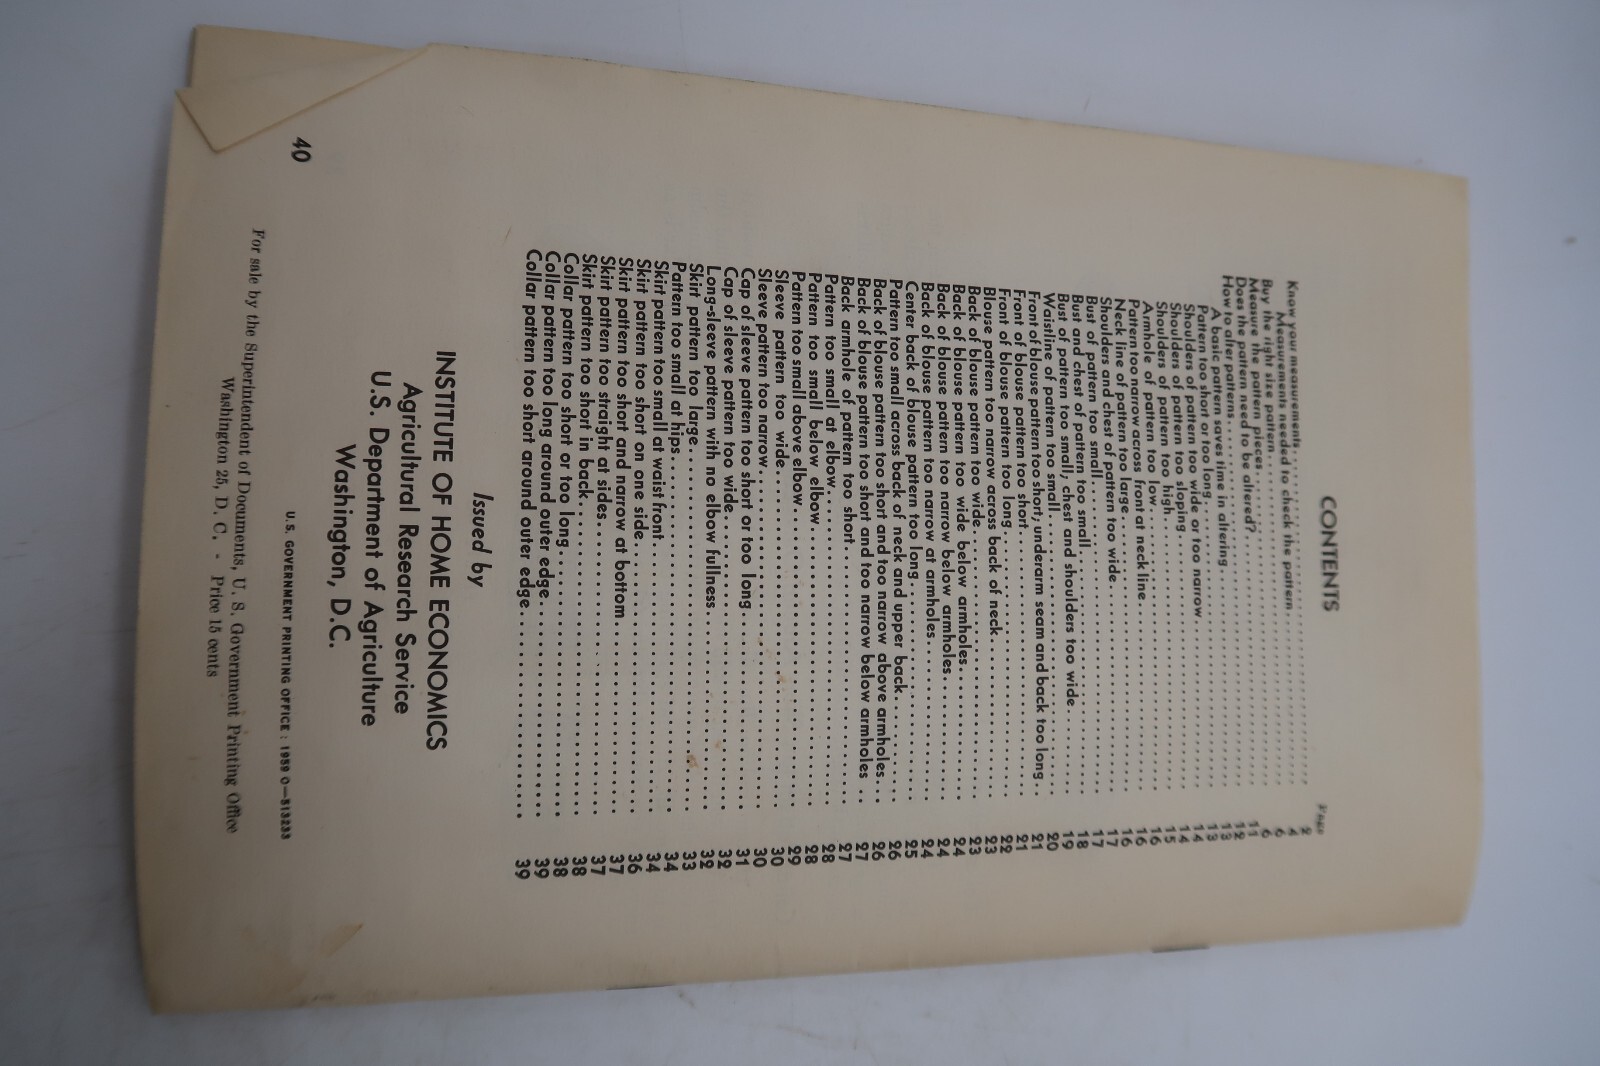 CONTENTS
Page
Know your measurements 2
Measurements needed to check the pattern 4
Buy the right size pattern 6
Measure the pattern pieces 6
Does the pattern need to be altered? 11
How to alter patterns 12
A basic pattern saves time in altering 13
Pattern too short or too long 13
Shoulders of pattern too wide or too narrow 14
Shoulders of pattern too sloping 14
Shoulders of pattern too high 15
Armhole of pattern too low 16
Pattern too narrow across front at neck line 16
Neck line of pattern too large 16
Shoulders and chest of pattern too wide 17
Bust of pattern too small 17
Bust and chest of pattern too small 18
Bust of pattern too small; chest and shoulders too wide 19
Waistline of pattern too small 20
Front of blouse pattern too short; underarm seam and back too long 21
Front of blouse pattern too short 21
Front of blouse pattern too long 22
Blouse pattern too narrow across back of neck 23
Back of blouse pattern too wide 23
Back of blouse pattern too wide below armholes 24
Back of blouse pattern too narrow below armholes 24
Back of blouse pattern too narrow at armholes 24
Center back of blouse pattern too long 25
Pattern too small across back of neck and upper back 26
Back of blouse pattern too short and too narrow above armholes 26
Back of blouse pattern too short and too narrow below armholes 27
Back armhole of pattern too short 27
Pattern too small at elbow 28
Pattern too small below elbow 28
Pattern too small above elbow 29
Sleeve pattern too wide 30
Sleeve pattern too narrow 30
Cap of sleeve pattern too short or too long 31
Cap of sleeve pattern too wide 32
Long-sleeve pattern with no elbow fullness 32
Skirt pattern too large 33
Pattern too small at hips 34
Skirt pattern too small at waist front 34
Skirt pattern too short on one side 36
Skirt pattern too short and narrow at bottom 37
Skirt pattern too straight at sides 37
Skirt pattern too short in back 38
Collar pattern too short or too long 38
Collar pattern too long around outer edge 39
Collar pattern too short around outer edge 39
Issued by
INSTITUTE OF HOME ECONOMICS
Agricultural Research Service
U.S. Department of Agriculture
Washington, D.C.
40
U.S. GOVERNMENT PRINTING OFFICE : 1959 O—513233
For sale by the Superintendent of Documents, U. S. Government Printing Office
Washington 25, D. C. - Price 15 cents